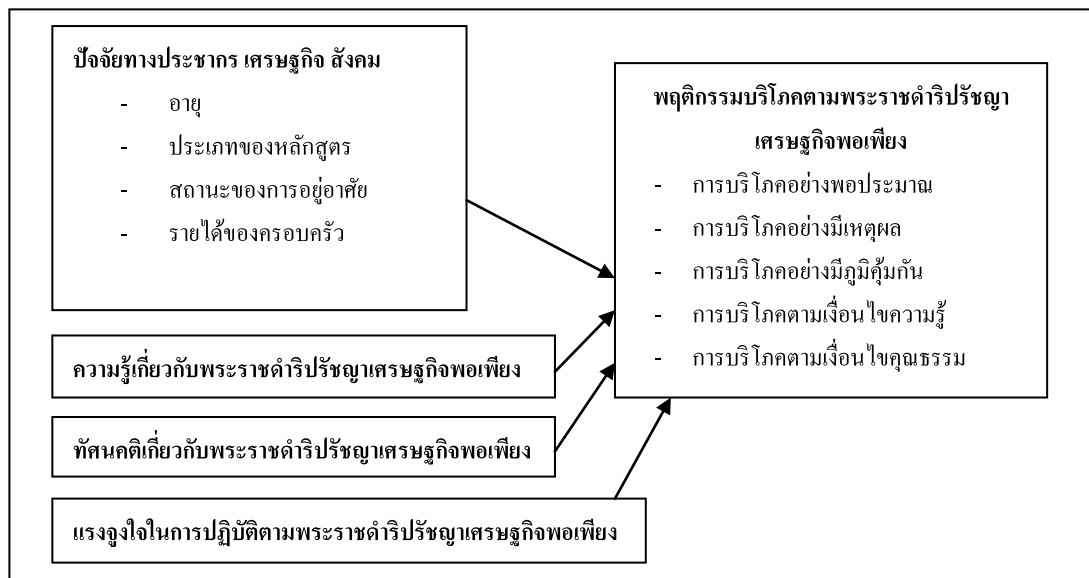 ปัจจัยทางประชากร เศรษฐกิจ สังคม
- อายุ
- ประเภทของหลักสูตร
- สถานะของการอยู่อาศัย
- รายได้ของครอบครัว
ความรู้เกี่ยวกับพระราชดำริปรัชญาเศรษฐกิจพอเพียง
ทัศนคติเกี่ยวกับพระราชดำริปรัชญาเศรษฐกิจพอเพียง
แรงจูงใจในการปฏิบัติตามพระราชดำริปรัชญาเศรษฐกิจพอเพียง
พฤติกรรมบริโภคตามพระราชดำริปรัชญา
เศรษฐกิจพอเพียง
- การบริโภคอย่างพอประมาณ
- การบริโภคอย่างมีเหตุผล
- การบริโภคอย่างมีภูมิคุ้มกัน
- การบริโภคตามเงื่อนไขความรู้
- การบริโภคตามเงื่อนไขคุณธรรม